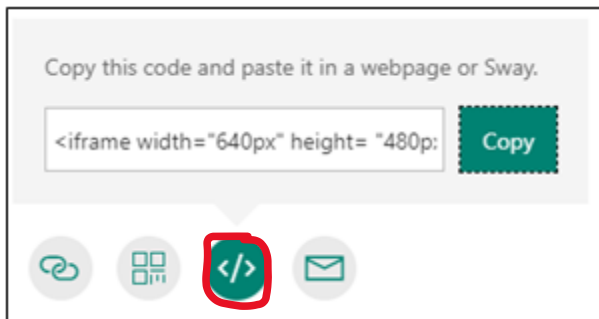 Copy this code and paste it in a webpage or Sway.
<iframe width="640px" height= "480p
Copy
</>